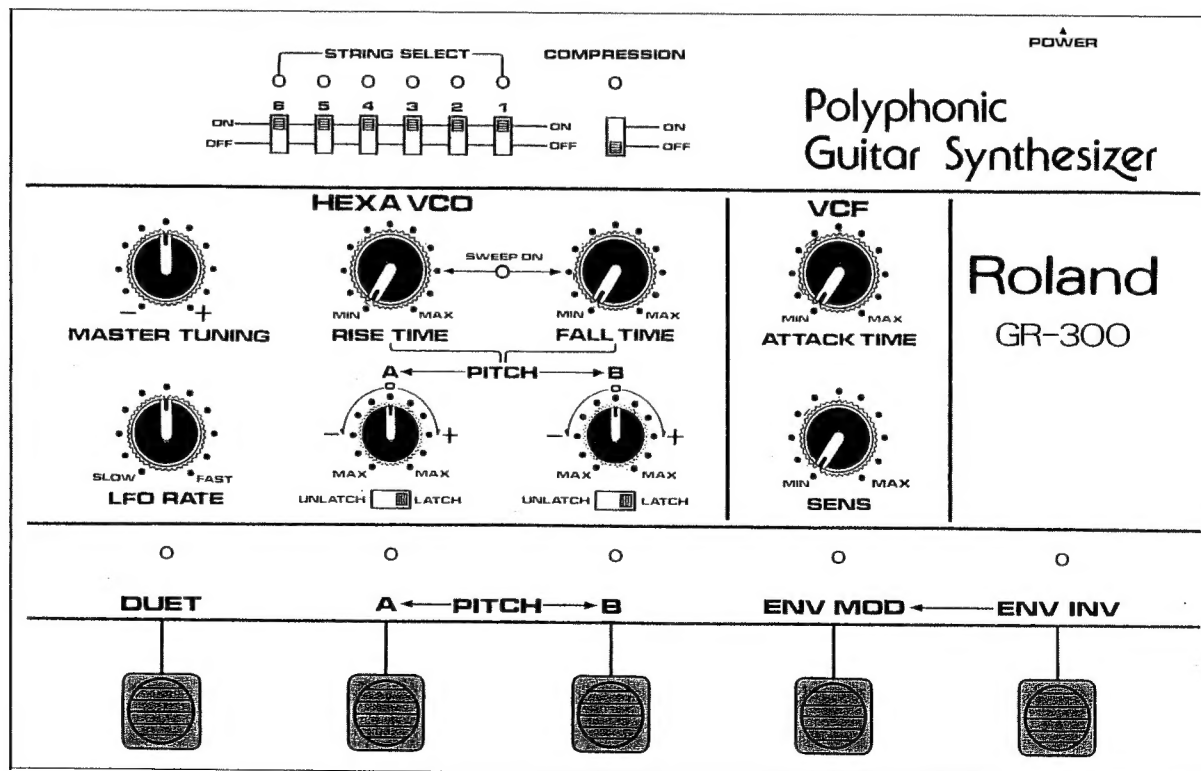 STRING SELECT COMPRESSION
POWER
6 5 4 3 2 1
ON ON ON
OFF OFF OFF
Polyphonic
Guitar Synthesizer
HEXA VCO VCF
SWEEP ON
- + MIN MAX MIN MAX MIN MAX
MASTER TUNING RISE TIME FALL TIME ATTACK TIME
Roland
GR-300
A PITCH B
- + - +
SLOW FAST MAX MAX MAX MAX MIN MAX
LFO RATE UNLATCH LATCH UNLATCH LATCH SENS
DUET A PITCH B ENV MOD ENV INV